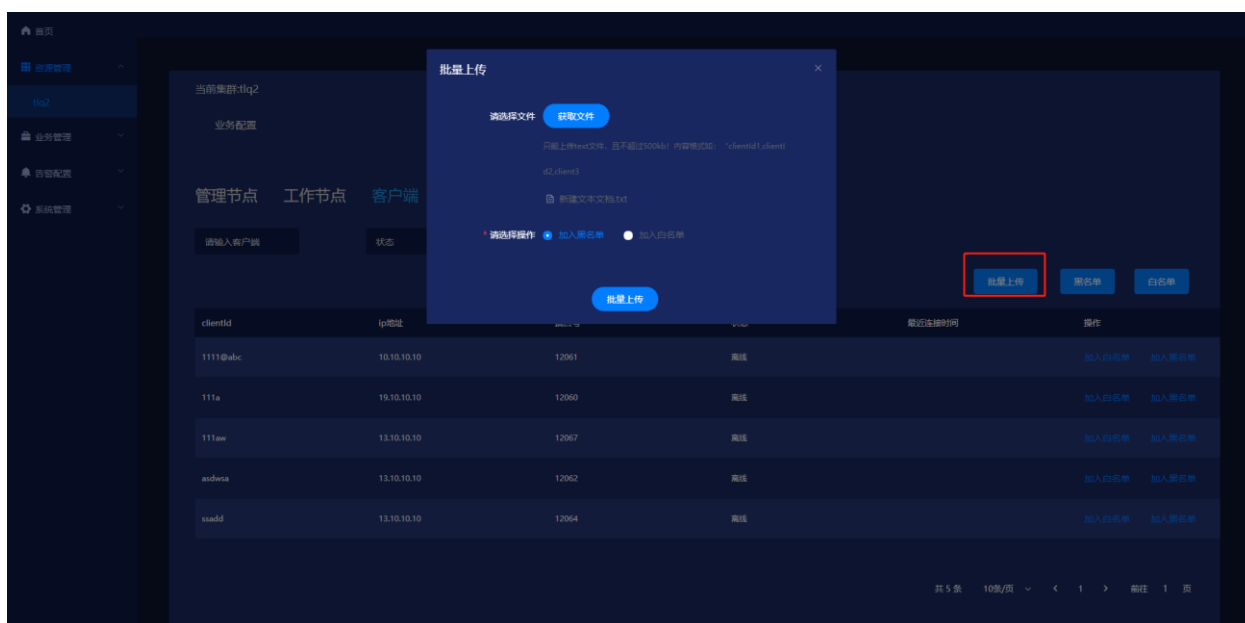 首页
资源管理
tlq2
业务管理
告警配置
系统管理
当前集群:tlq2
业务配置
管理节点 工作节点 客户端
请输入客户端 状态
批量上传
请选择文件 获取文件
只能上传text文件，且不超过500kb！内容格式如： "clientId1,clientI
d2,client3
新建文本文档.txt
* 请选择操作 加入黑名单 加入白名单
批量上传
批量上传 黑名单 白名单
clientId ip地址 最近连接时间 操作
1111@abc 10.10.10.10 12061 离线 加入白名单 加入黑名单
111a 19.10.10.10 12060 离线 加入白名单 加入黑名单
111aw 13.10.10.10 12067 离线 加入白名单 加入黑名单
asdwsa 13.10.10.10 12062 离线 加入白名单 加入黑名单
ssadd 13.10.10.10 12064 离线 加入白名单 加入黑名单
共 5 条 10条/页 1 前往 1 页